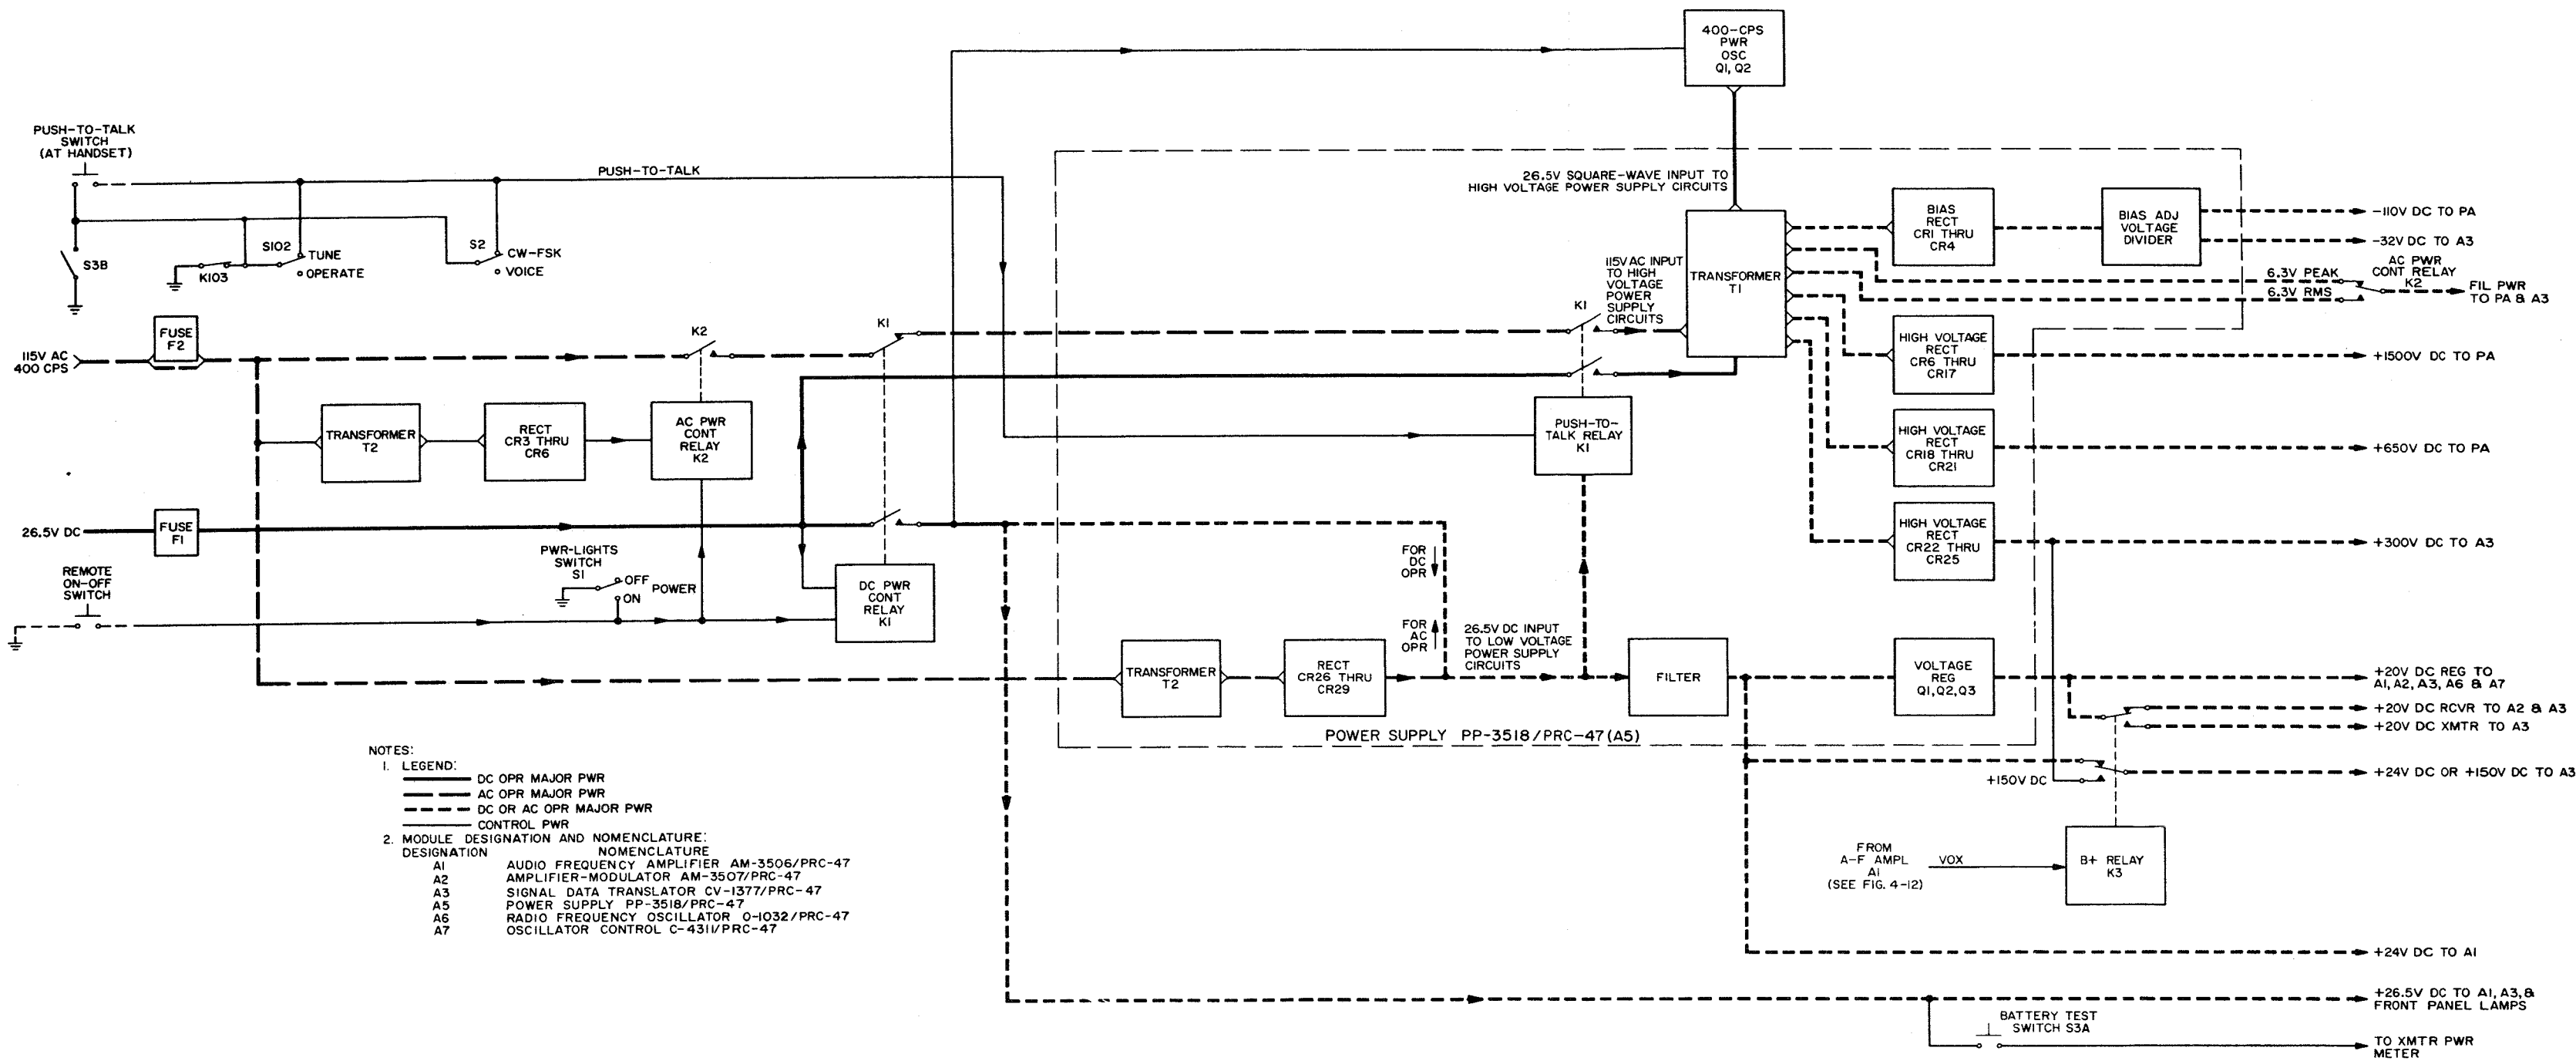 400-CPS
PWR
OSC
Q1, Q2
PUSH-TO-TALK
SWITCH
(AT HANDSET)
PUSH-TO-TALK
26.5V SQUARE-WAVE INPUT TO
HIGH VOLTAGE POWER SUPPLY CIRCUITS
S3B
K103
S102
TUNE
OPERATE
S2
CW-FSK
VOICE
BIAS
RECT
CR1 THRU
CR4
BIAS ADJ
VOLTAGE
DIVIDER
-110V DC TO PA
-32V DC TO A3
115V AC INPUT
TO HIGH
VOLTAGE
POWER
SUPPLY
CIRCUITS
TRANSFORMER
T1
6.3V PEAK
6.3V RMS
AC PWR
CONT RELAY
K2
FIL PWR
TO PA & A3
115V AC
400 CPS
FUSE
F2
K2
K1
K1
HIGH VOLTAGE
RECT
CR6 THRU
CR17
+1500V DC TO PA
TRANSFORMER
T2
RECT
CR3 THRU
CR6
AC PWR
CONT
RELAY
K2
PUSH-TO-
TALK RELAY
K1
HIGH VOLTAGE
RECT
CR18 THRU
CR21
+650V DC TO PA
26.5V DC
FUSE
F1
HIGH VOLTAGE
RECT
CR22 THRU
CR25
+300V DC TO A3
REMOTE
ON-OFF
SWITCH
PWR-LIGHTS
SWITCH
S1
OFF
ON
POWER
DC PWR
CONT
RELAY
K1
FOR
DC
OPR
FOR
AC
OPR
26.5V DC INPUT
TO LOW VOLTAGE
POWER SUPPLY
CIRCUITS
TRANSFORMER
T2
RECT
CR26 THRU
CR29
FILTER
VOLTAGE
REG
Q1, Q2, Q3
+20V DC REG TO
A1, A2, A3, A6 & A7
+20V DC RCVR TO A2 & A3
+20V DC XMTR TO A3
POWER SUPPLY PP-3518/PRC-47 (A5)
+150V DC
+24V DC OR +150V DC TO A3
NOTES:
1. LEGEND:
DC OPR MAJOR PWR
AC OPR MAJOR PWR
DC OR AC OPR MAJOR PWR
CONTROL PWR
2. MODULE DESIGNATION AND NOMENCLATURE:
DESIGNATION NOMENCLATURE
A1 AUDIO FREQUENCY AMPLIFIER AM-3506/PRC-47
A2 AMPLIFIER-MODULATOR AM-3507/PRC-47
A3 SIGNAL DATA TRANSLATOR CV-1377/PRC-47
A5 POWER SUPPLY PP-3518/PRC-47
A6 RADIO FREQUENCY OSCILLATOR O-1032/PRC-47
A7 OSCILLATOR CONTROL C-4311/PRC-47
FROM
A-F AMPL
A1
(SEE FIG. 4-12)
VOX
B+ RELAY
K3
+24V DC TO A1
+26.5V DC TO A1, A3, &
FRONT PANEL LAMPS
BATTERY TEST
SWITCH S3A
TO XMTR PWR
METER